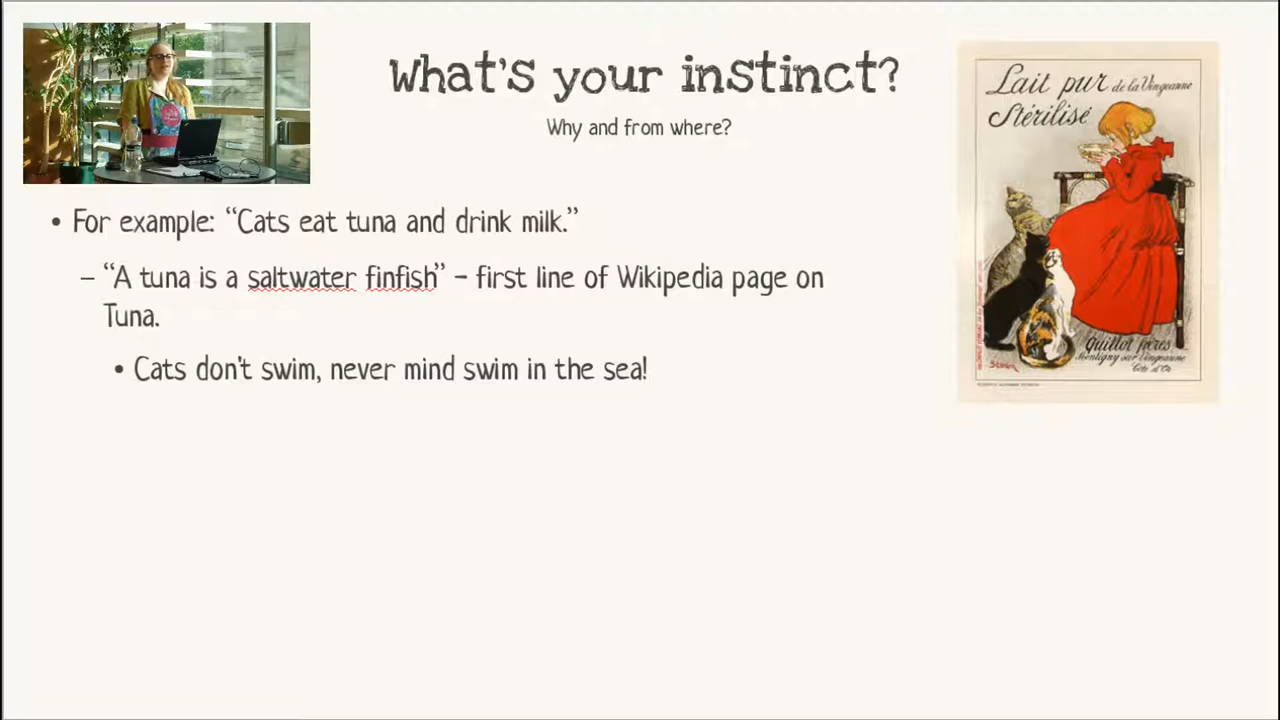 What's your instinct?
Why and from where?
• For example: “Cats eat tuna and drink milk.”
– “A tuna is a saltwater finfish” – first line of Wikipedia page on
Tuna.
• Cats don't swim, never mind swim in the sea!
Lait pur de la Vingeanne
Stérilisé
Quillot frères
Montigny sur Vingeanne
Côte d'Or
Steinlen